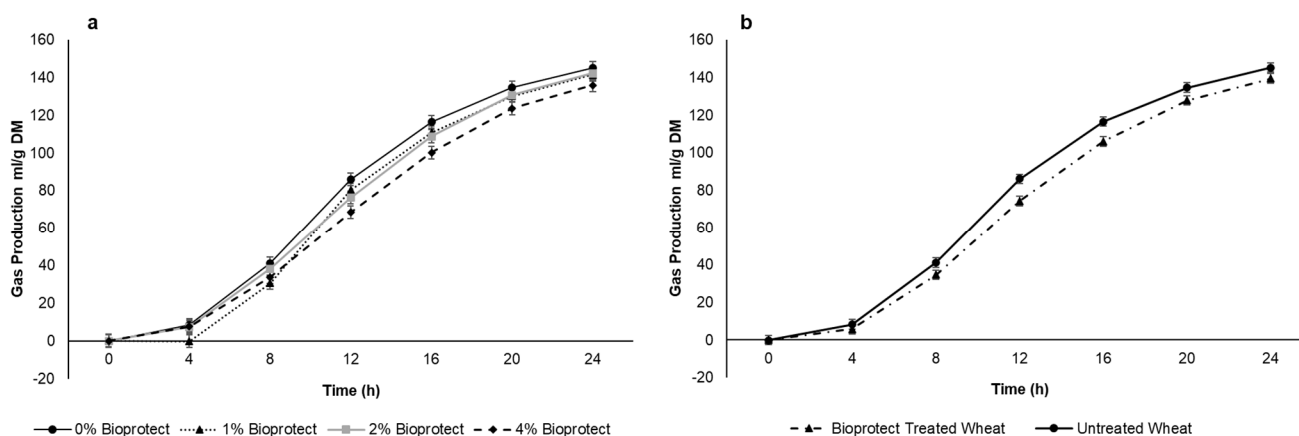 a
160
140
120
100
80
60
40
20
0
-20
Gas Production ml/g DM
0 4 8 12 16 20 24
Time (h)
0% Bioprotect 1% Bioprotect 2% Bioprotect 4% Bioprotect
b
160
140
120
100
80
60
40
20
0
-20
Gas Production ml/g DM
0 4 8 12 16 20 24
Time (h)
Bioprotect Treated Wheat Untreated Wheat